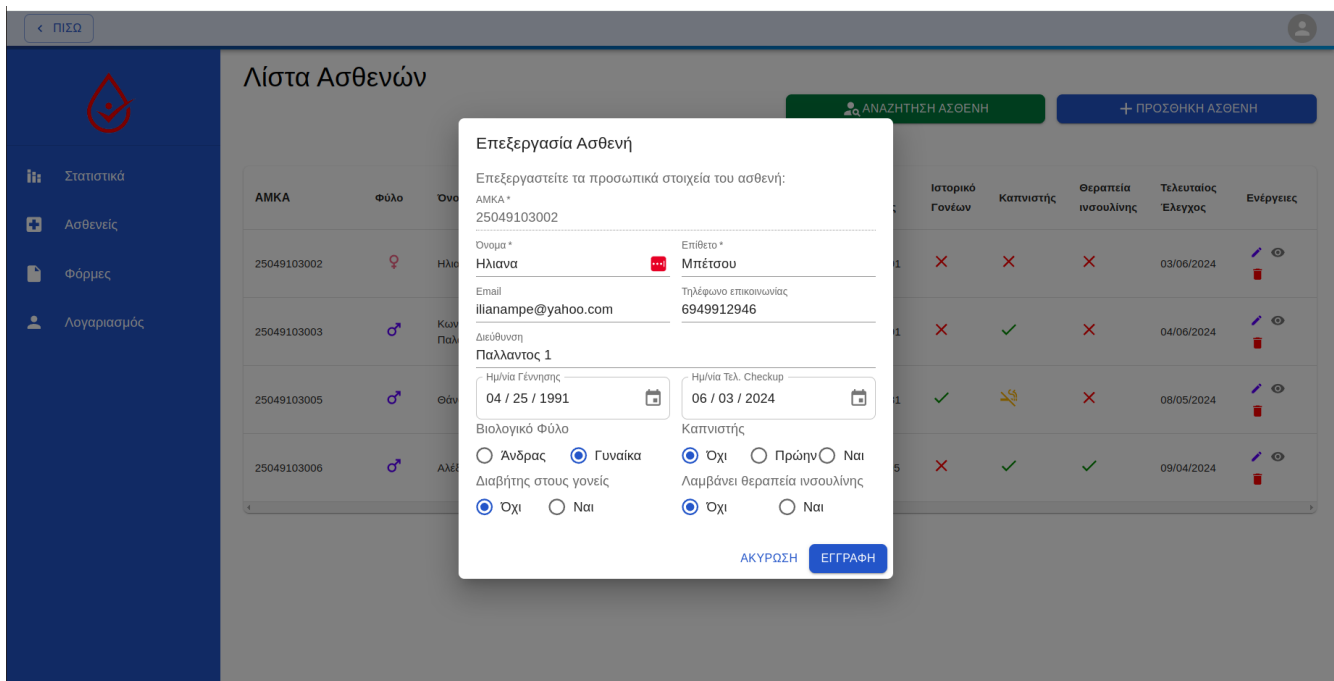 ΠΙΣΩ
Λίστα Ασθενών
ΑΝΑΖΗΤΗΣΗ ΑΣΘΕΝΗ
ΠΡΟΣΘΗΚΗ ΑΣΘΕΝΗ
Στατιστικά
Ασθενείς
Φόρμες
Λογαριασμός
ΑΜΚΑ Φύλο Ιστορικό Γονέων Καπνιστής Θεραπεία ινσουλίνης Τελευταίος Έλεγχος Ενέργειες
25049103002 03/06/2024
25049103003 04/06/2024
25049103005 08/05/2024
25049103006 09/04/2024
Επεξεργασία Ασθενή
Επεξεργαστείτε τα προσωπικά στοιχεία του ασθενή:
ΑΜΚΑ *
25049103002
Όνομα * Επίθετο *
Ηλιανα Μπέτσου
Email Τηλέφωνο επικοινωνίας
ilianampe@yahoo.com 6949912946
Διεύθυνση
Παλλαντος 1
Ημ/νία Γέννησης Ημ/νία Τελ. Checkup
04 / 25 / 1991 06 / 03 / 2024
Βιολογικό Φύλο Καπνιστής
Άνδρας Γυναίκα Όχι Πρώην Ναι
Διαβήτης στους γονείς Λαμβάνει θεραπεία ινσουλίνης
Όχι Ναι Όχι Ναι
ΑΚΥΡΩΣΗ ΕΓΓΡΑΦΗ